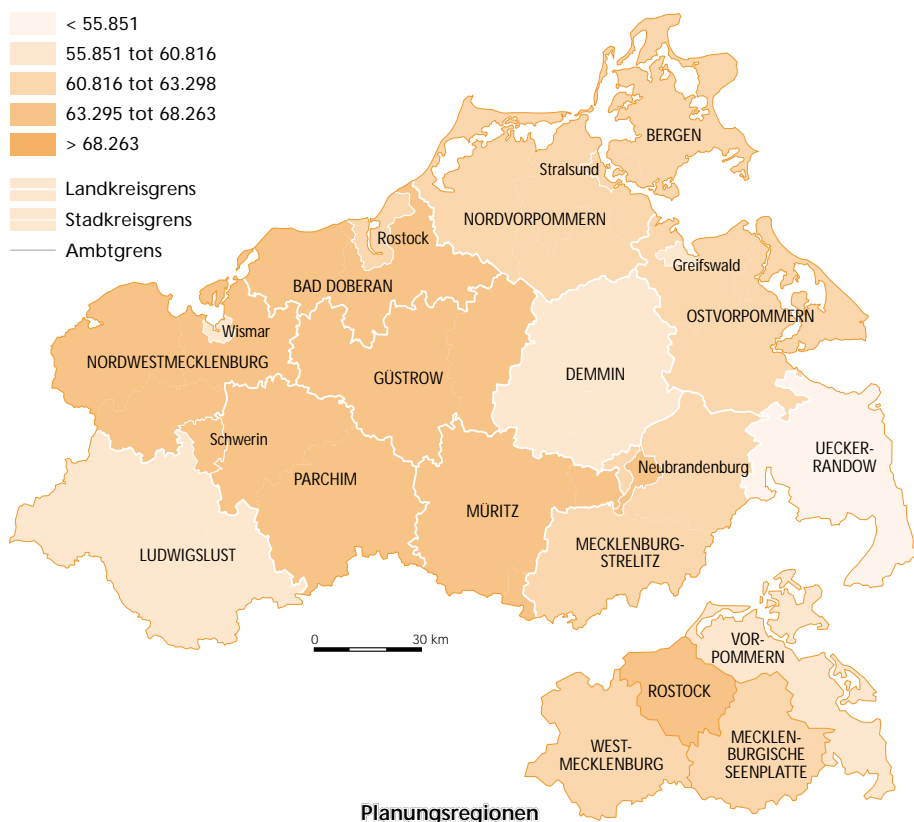 < 55.851
55.851 tot 60.816
60.816 tot 63.298
63.295 tot 68.263
> 68.263
Landkreisgrens
Stadkreisgrens
Ambtgrens
BERGEN
Stralsund
NORDVORPOMMERN
Rostock
Greifswald
BAD DOBERAN
OSTVORPOMMERN
Wismar
NORDWESTMECKLENBURG
GÜSTROW
DEMMIN
Schwerin
UECKER-
RANDOW
Neubrandenburg
PARCHIM
MÜRITZ
MECKLENBURG-
STRELITZ
LUDWIGSLUST
0 30 km
VOR-
POMMERN
ROSTOCK
WEST-
MECKLENBURG
MECKLEN-
BURGISCHE
SEENPLATTE
Planungsregionen